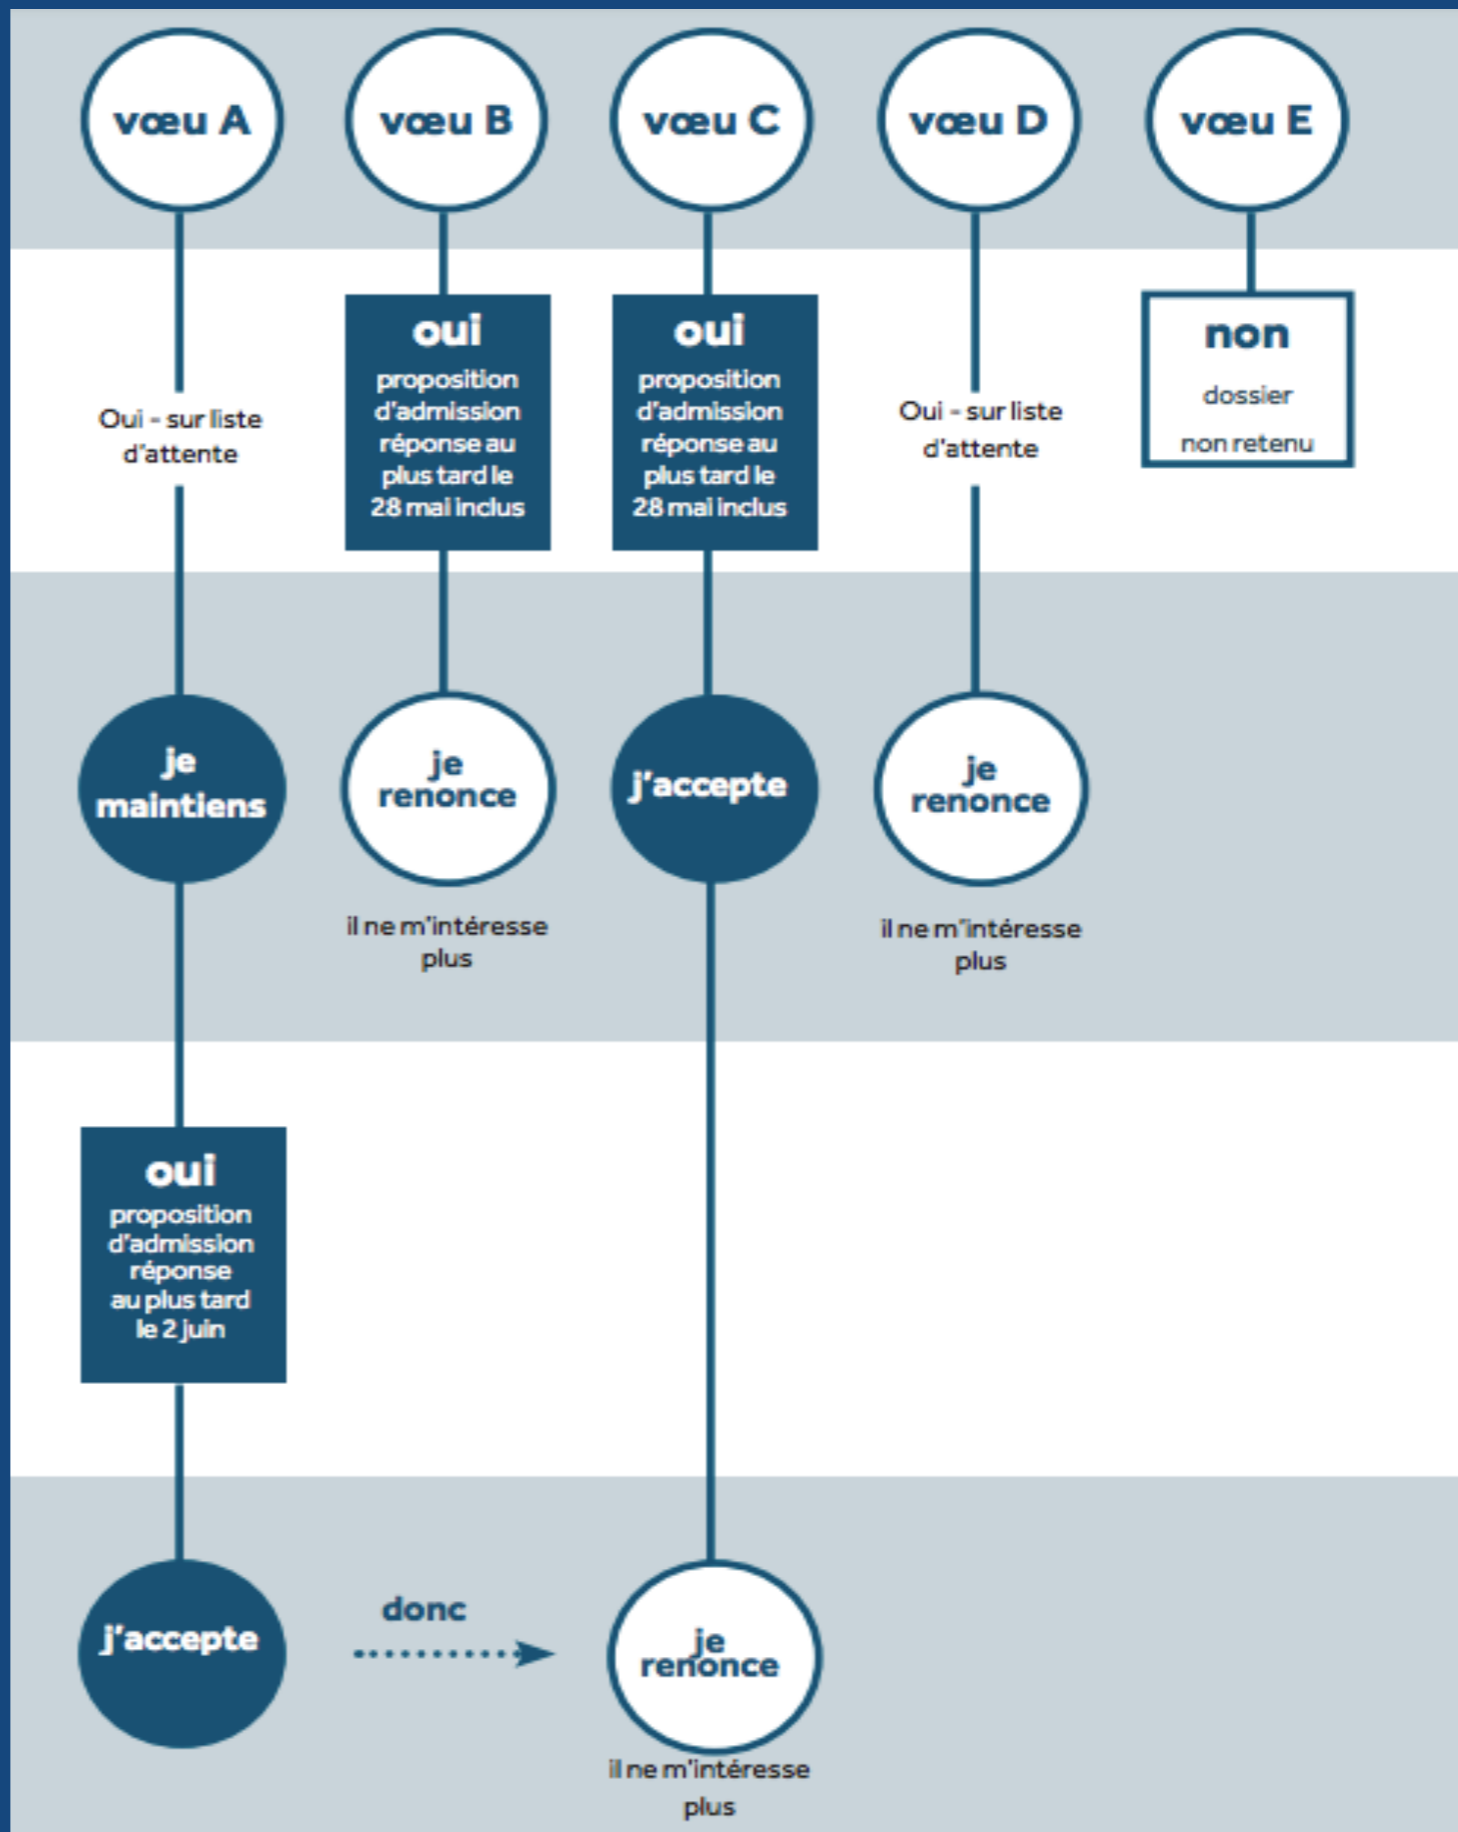 vœu A
vœu B
vœu C
vœu D
vœu E
Oui - sur liste
d'attente
oui
proposition
d'admission
réponse au
plus tard le
28 mai inclus
oui
proposition
d'admission
réponse au
plus tard le
28 mai inclus
Oui - sur liste
d'attente
non
dossier
non retenu
je
maintiens
je
renonce
il ne m'intéresse
plus
j'accepte
je
renonce
il ne m'intéresse
plus
oui
proposition
d'admission
réponse
au plus tard
le 2 juin
j'accepte
donc
je
renonce
il ne m'intéresse
plus